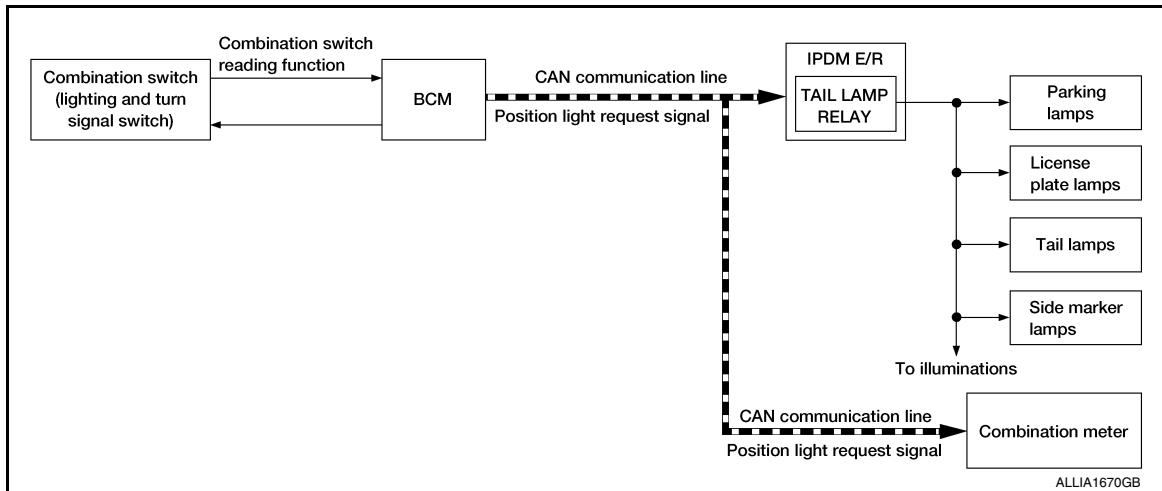 Combination switch
(lighting and turn
signal switch)
Combination switch
reading function
BCM
CAN communication line
Position light request signal
IPDM E/R
TAIL LAMP
RELAY
Parking
lamps
License
plate lamps
Tail lamps
Side marker
lamps
To illuminations
CAN communication line
Position light request signal
Combination meter
ALLIA1670GB